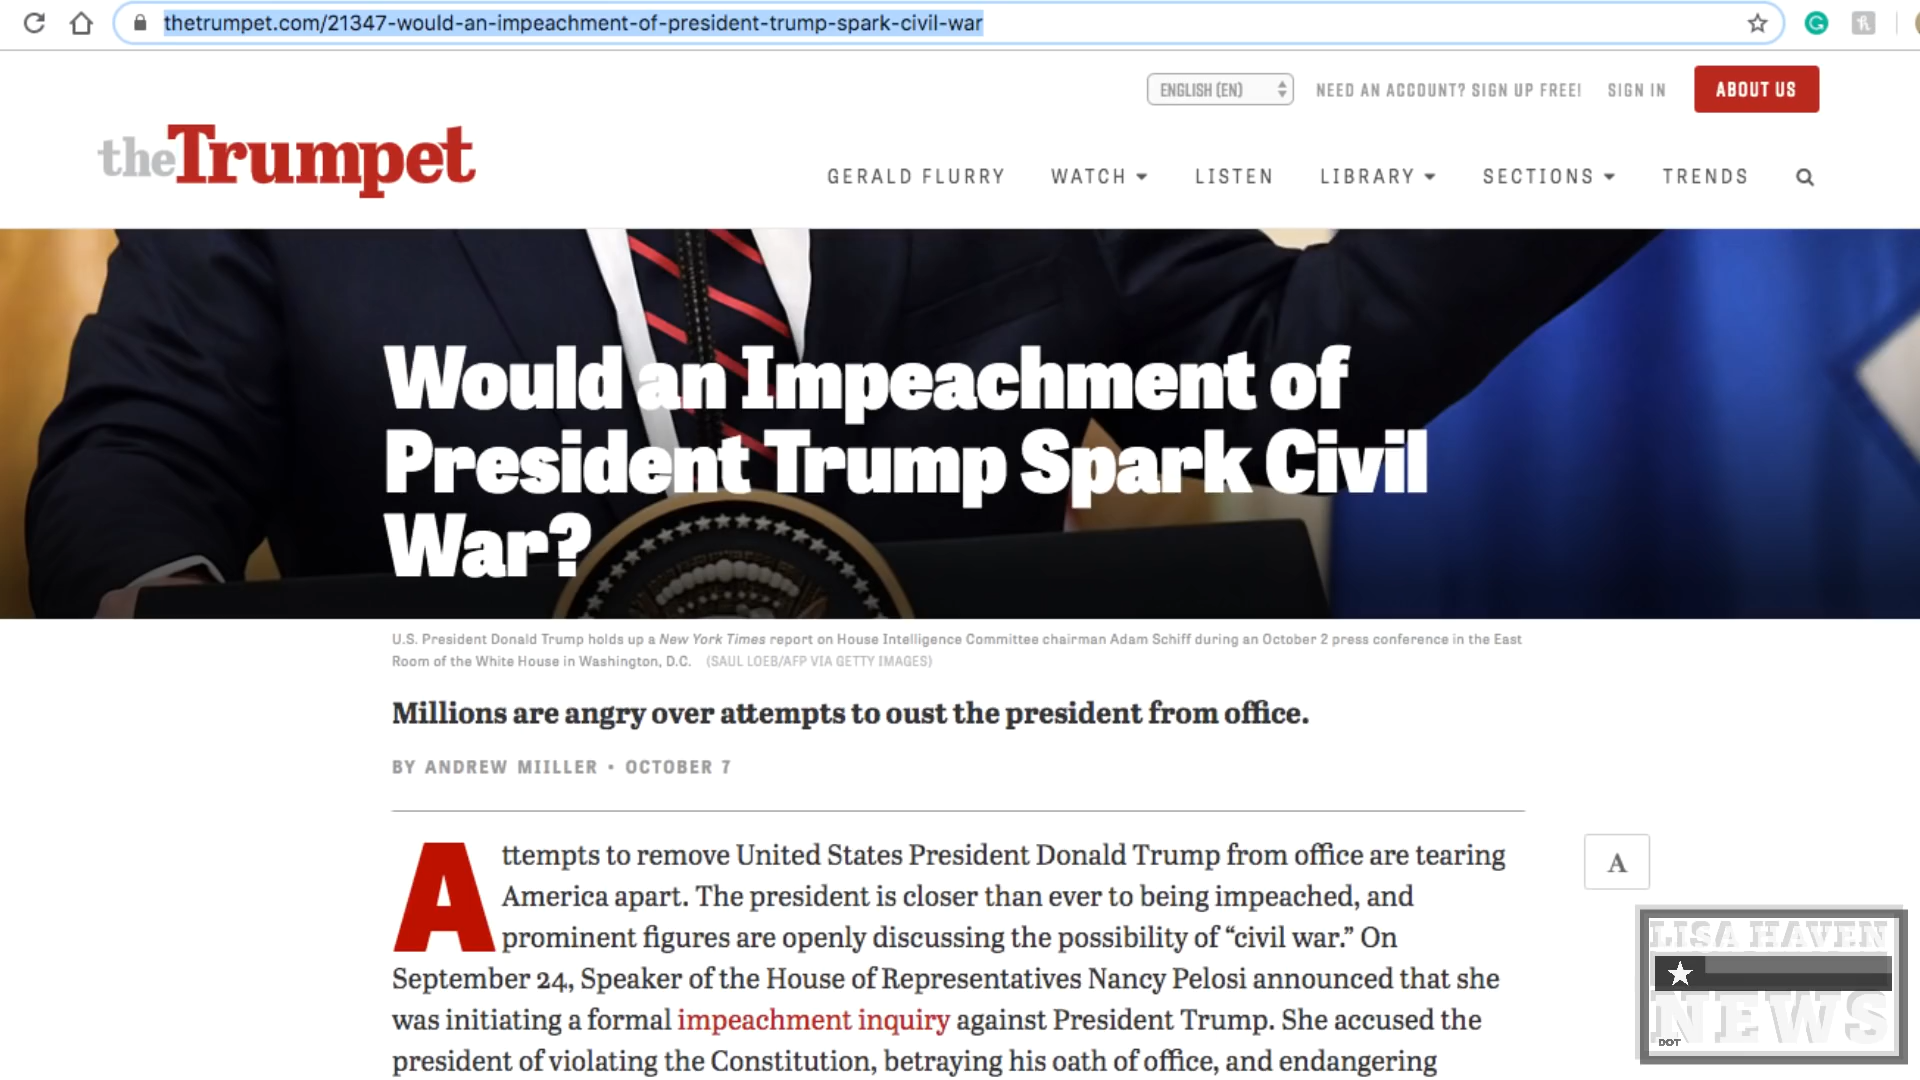 thetrumpet.com/21347-would-an-impeachment-of-president-trump-spark-civil-war
ENGLISH (EN)
NEED AN ACCOUNT? SIGN UP FREE!
SIGN IN
ABOUT US
theTrumpet
GERALD FLURRY
WATCH
LISTEN
LIBRARY
SECTIONS
TRENDS
Would an Impeachment of
President Trump Spark Civil
War?
U.S. President Donald Trump holds up a New York Times report on House Intelligence Committee chairman Adam Schiff during an October 2 press conference in the East
Room of the White House in Washington, D.C. (SAUL LOEB/AFP VIA GETTY IMAGES)
Millions are angry over attempts to oust the president from office.
BY ANDREW MIILLER • OCTOBER 7
Attempts to remove United States President Donald Trump from office are tearing
America apart. The president is closer than ever to being impeached, and
prominent figures are openly discussing the possibility of “civil war.” On
September 24, Speaker of the House of Representatives Nancy Pelosi announced that she
was initiating a formal impeachment inquiry against President Trump. She accused the
president of violating the Constitution, betraying his oath of office, and endangering
A
LISA HAVEN
NEWS
DOT